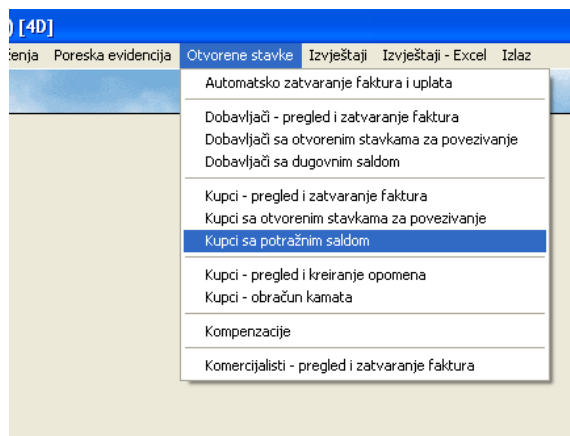 ) [4D]
ćenja Poreska evidencija Otvorene stavke Izvještaji Izvještaji - Excel Izlaz
Automatsko zatvaranje faktura i uplata
Dobavljači - pregled i zatvaranje faktura
Dobavljači sa otvorenim stavkama za povezivanje
Dobavljači sa dugovnim saldom
Kupci - pregled i zatvaranje faktura
Kupci sa otvorenim stavkama za povezivanje
Kupci sa potražnim saldom
Kupci - pregled i kreiranje opomena
Kupci - obračun kamata
Kompenzacije
Komercijalisti - pregled i zatvaranje faktura